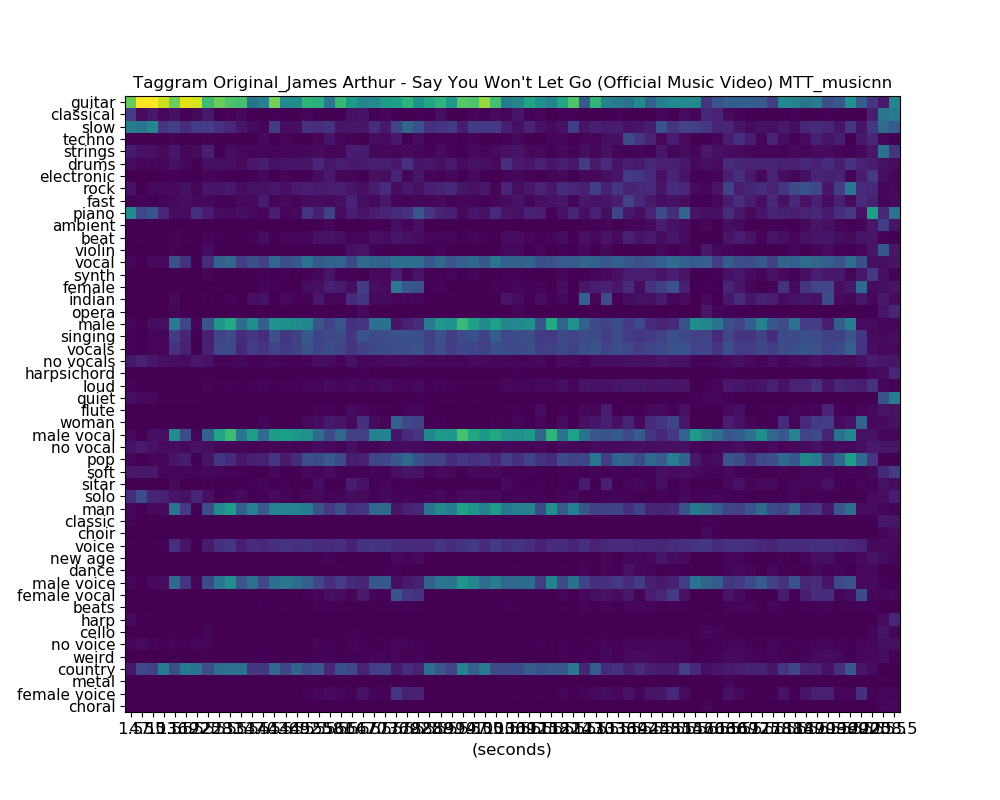 Taggram Original_James Arthur - Say You Won't Let Go (Official Music Video) MTT_musicnn
guitar
classical
slow
techno
strings
drums
electronic
rock
fast
piano
ambient
beat
violin
vocal
synth
female
indian
opera
male
singing
vocals
no vocals
harpsichord
loud
quiet
flute
woman
male vocal
no vocal
pop
soft
sitar
solo
man
classic
choir
voice
new age
dance
male voice
female vocal
beats
harp
cello
no voice
weird
country
metal
female voice
choral
(seconds)